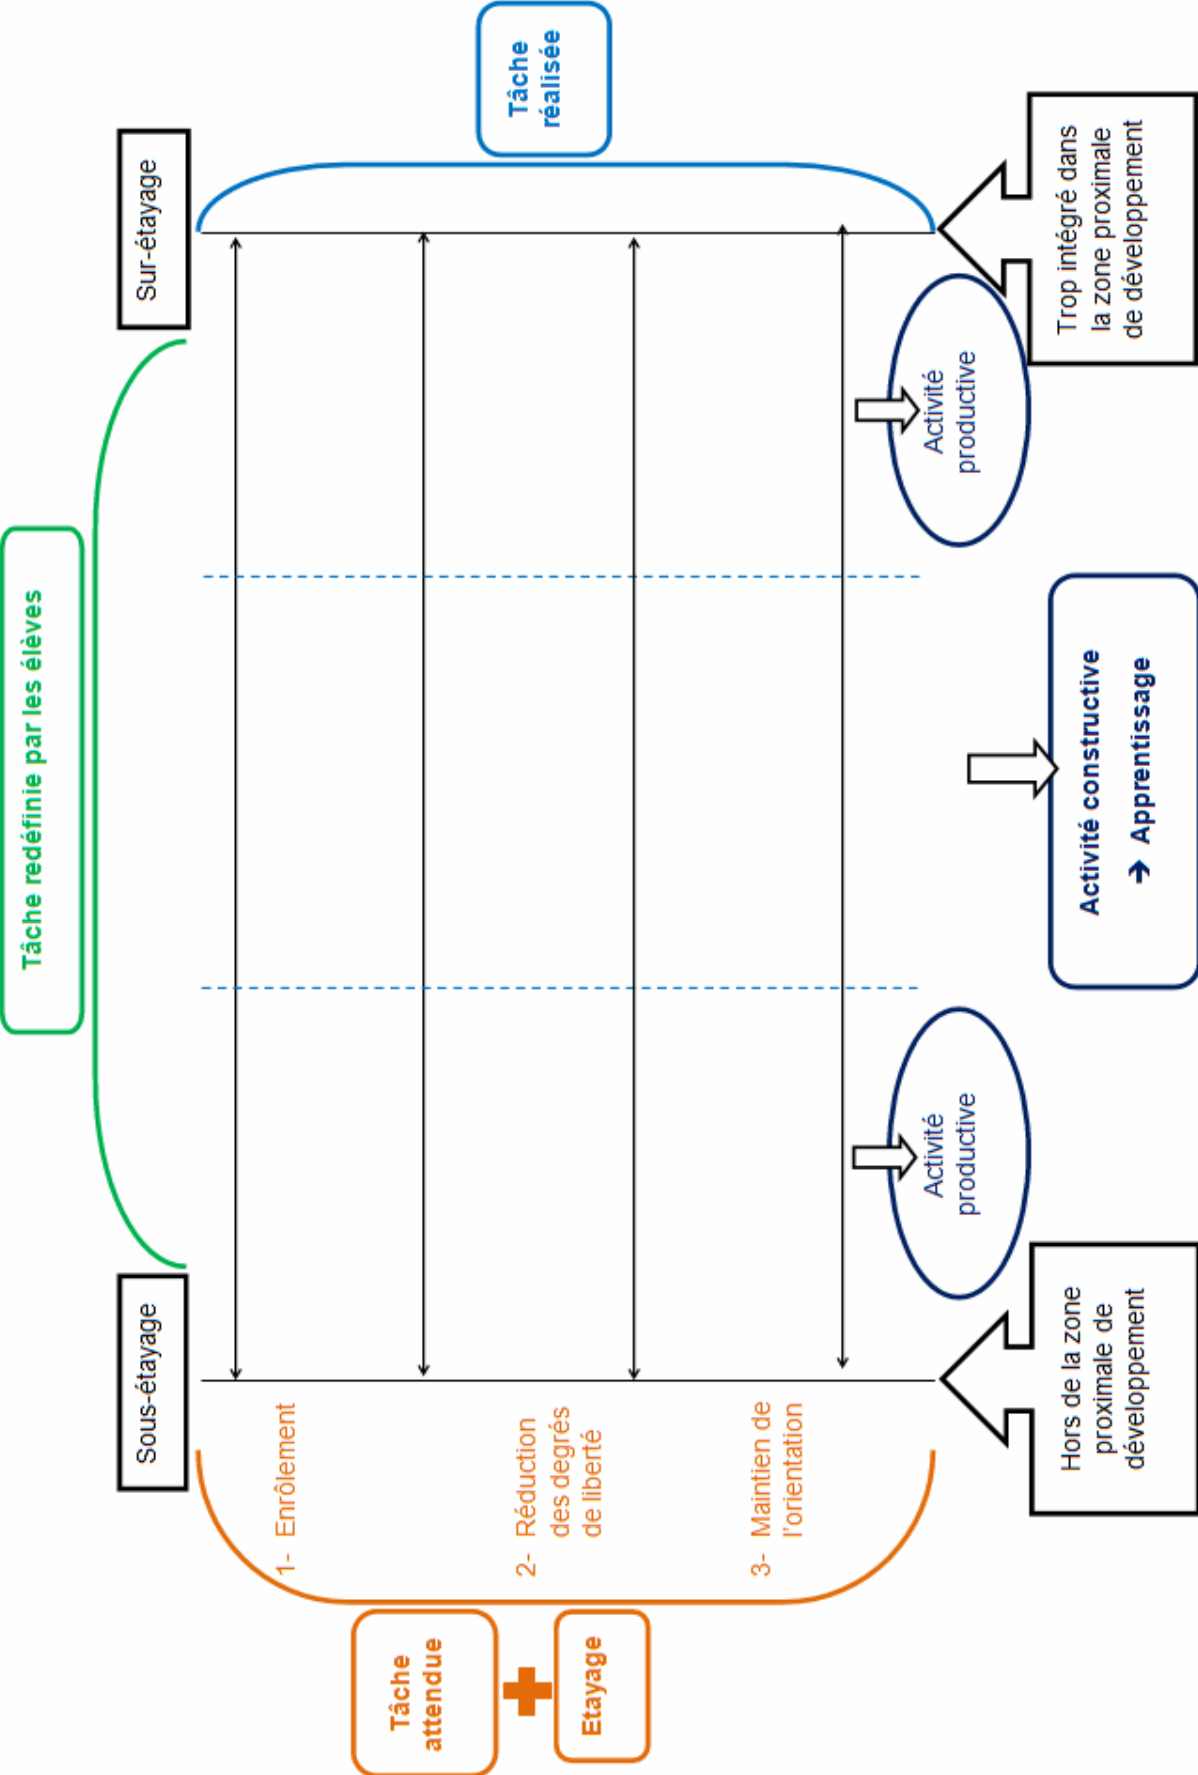 Tâche redéfinie par les élèves
Sous-étayage
Sur-étayage
Tâche
attendue
Etayage
1- Enrôlement
2- Réduction
des degrés
de liberté
3- Maintien de
l'orientation
Tâche
réalisée
Activité
productive
Activité
productive
Hors de la zone
proximale de
développement
Activité constructive
→ Apprentissage
Trop intégré dans
la zone proximale
de développement